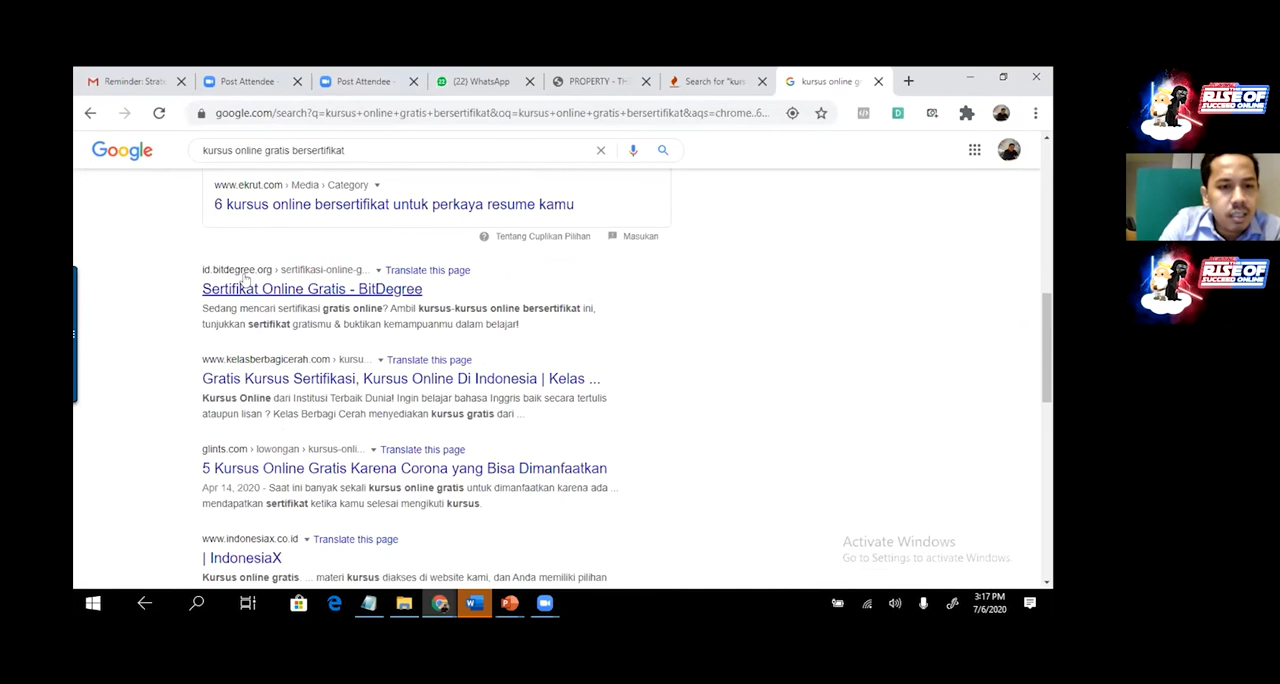 Reminder: Strat
Post Attendee -
Post Attendee -
(22) WhatsApp
PROPERTY - TH
Search for "kurs
kursus online gr
google.com/search?q=kursus+online+gratis+bersertifikat&oq=kursus+online+gratis+bersertifikat&aqs=chrome..6...
Google
kursus online gratis bersertifikat
www.ekrut.com › Media › Category
6 kursus online bersertifikat untuk perkaya resume kamu
Tentang Cuplikan Pilihan
Masukan
id.bitdegree.org › sertifikasi-online-g... Translate this page
Sertifikat Online Gratis - BitDegree
Sedang mencari sertifikasi gratis online? Ambil kursus-kursus online bersertifikat ini,
tunjukkan sertifikat gratismu & buktikan kemampuanmu dalam belajar!
www.kelasberbagicerah.com › kursu... Translate this page
Gratis Kursus Sertifikasi, Kursus Online Di Indonesia | Kelas ...
Kursus Online dari Institusi Terbaik Dunia! Ingin belajar bahasa Inggris baik secara tertulis
ataupun lisan ? Kelas Berbagi Cerah menyediakan kursus gratis dari ...
glints.com › lowongan › kursus-onli... Translate this page
5 Kursus Online Gratis Karena Corona yang Bisa Dimanfaatkan
Apr 14, 2020 - Saat ini banyak sekali kursus online gratis untuk dimanfaatkan karena ada ...
mendapatkan sertifikat ketika kamu selesai mengikuti kursus.
www.indonesiax.co.id Translate this page
| IndonesiaX
Kursus online gratis. ... materi kursus diakses di website kami, dan Anda memiliki pilihan
Activate Windows
Go to Settings to activate Windows.
3:17 PM
7/6/2020
RISE OF
SUCCEED ONLINE
RISE OF
SUCCEED ONLINE